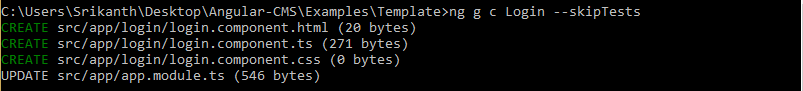 C:\Users\Srikanth\Desktop\Angular-CMS\Examples\Template>ng g c Login --skipTests
CREATE src/app/login/login.component.html (20 bytes)
CREATE src/app/login/login.component.ts (271 bytes)
CREATE src/app/login/login.component.css (0 bytes)
UPDATE src/app/app.module.ts (546 bytes)